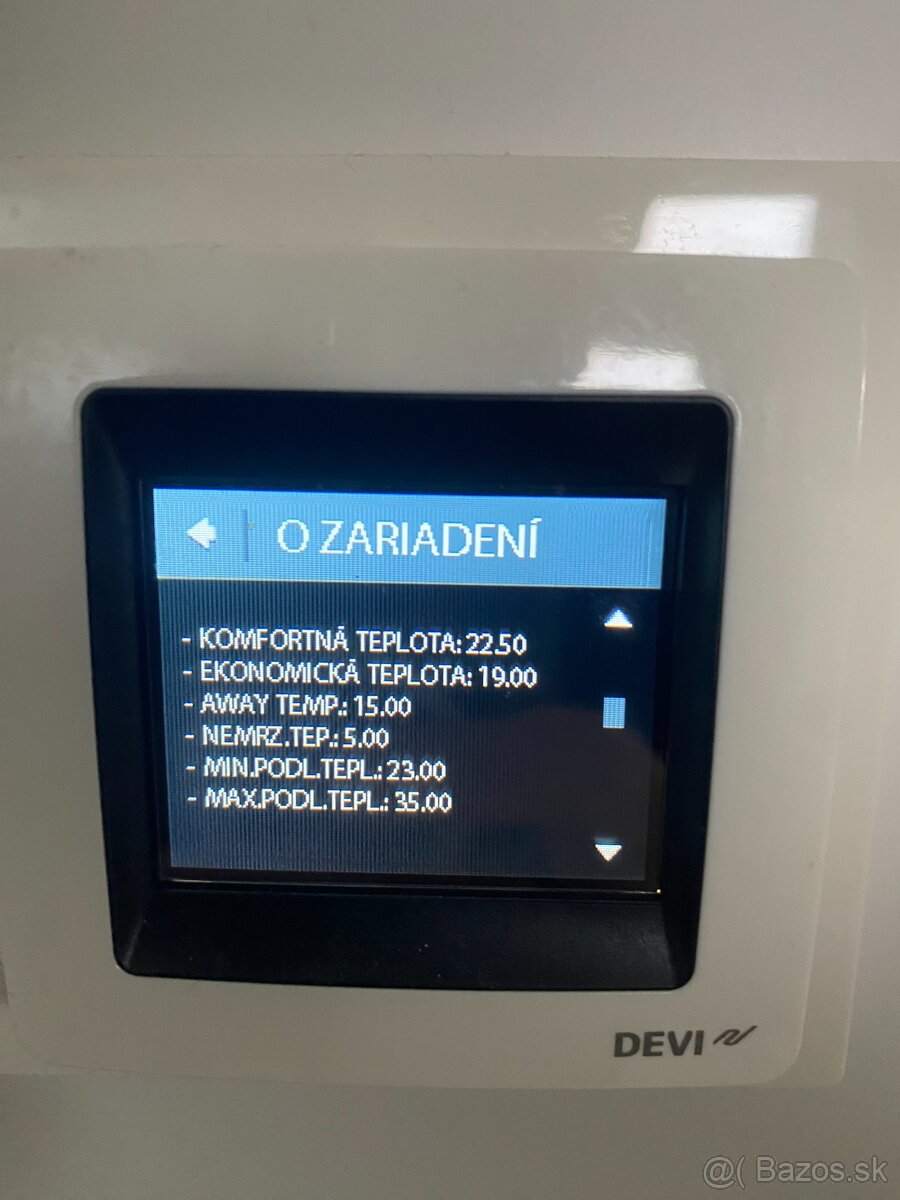 O ZARIADENÍ
- KOMFORTNÁ TEPLOTA: 22.50
- EKONOMICKÁ TEPLOTA: 19.00
- AWAY TEMP.: 15.00
- NEMRZ.TEP.: 5.00
- MIN.PODL.TEPL.: 23.00
- MAX.PODL.TEPL.: 35.00
DEVI
@( Bazos.sk